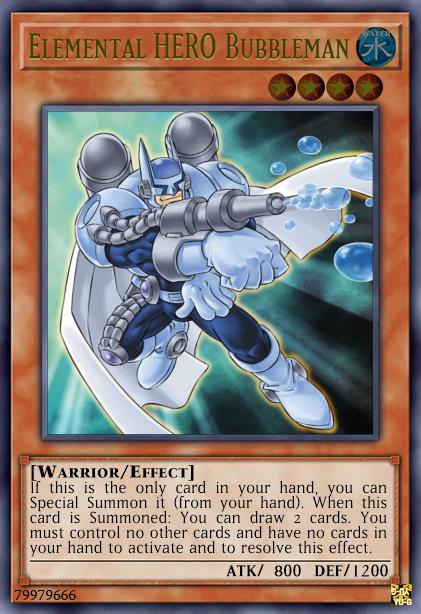 Elemental HERO Bubbleman
WATER
水
[Warrior/Effect]
If this is the only card in your hand, you can
Special Summon it (from your hand). When this
card is Summoned: You can draw 2 cards. You
must control no other cards and have no cards in
your hand to activate and to resolve this effect.
ATK/ 800 DEF/1200
79979666